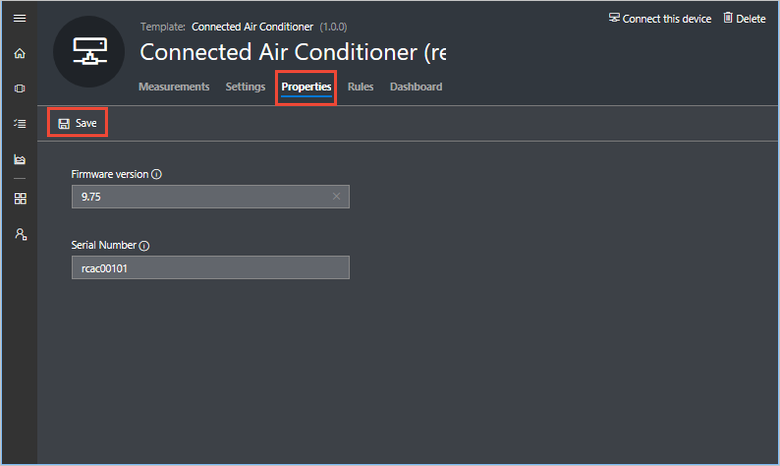 Template: Connected Air Conditioner (1.0.0)
Connect this device
Delete
Connected Air Conditioner (re
Measurements Settings Properties Rules Dashboard
Save
Firmware version
9.75
Serial Number
rcac00101